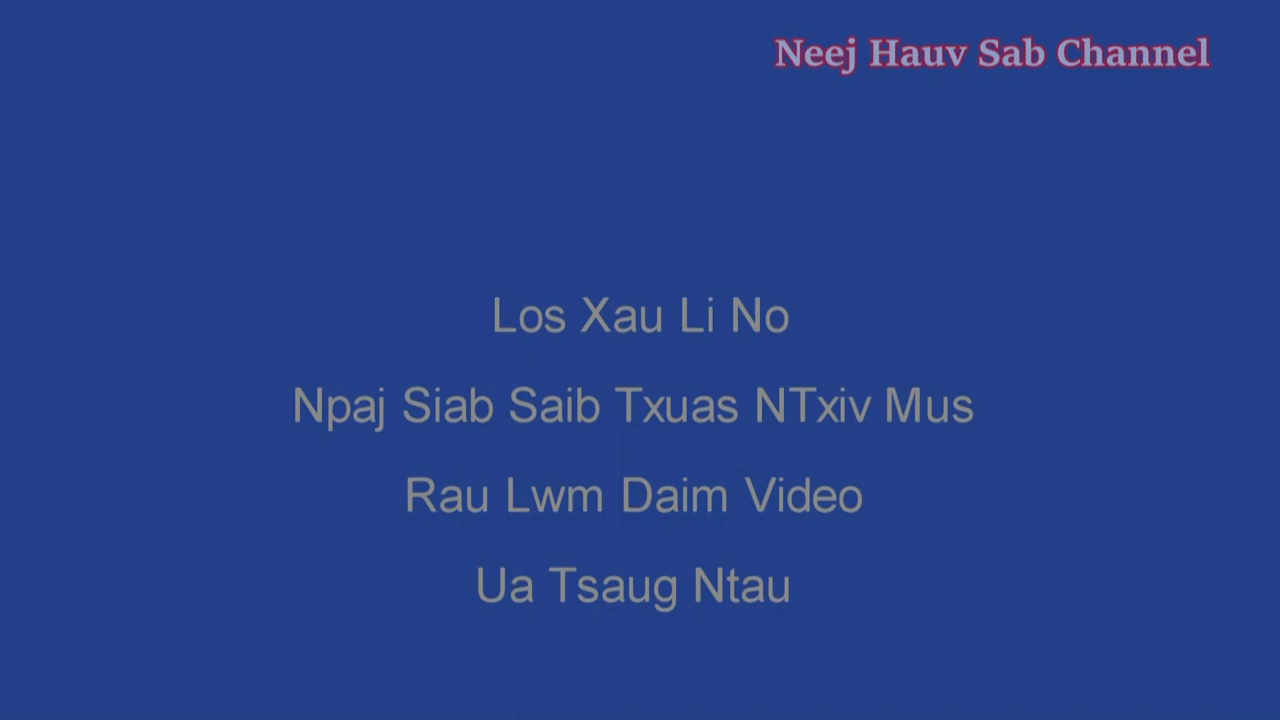 Neej Hauv Sab Channel
Los Xau Li No
Npaj Siab Saib Txuas NTxiv Mus
Rau Lwm Daim Video
Ua Tsaug Ntau